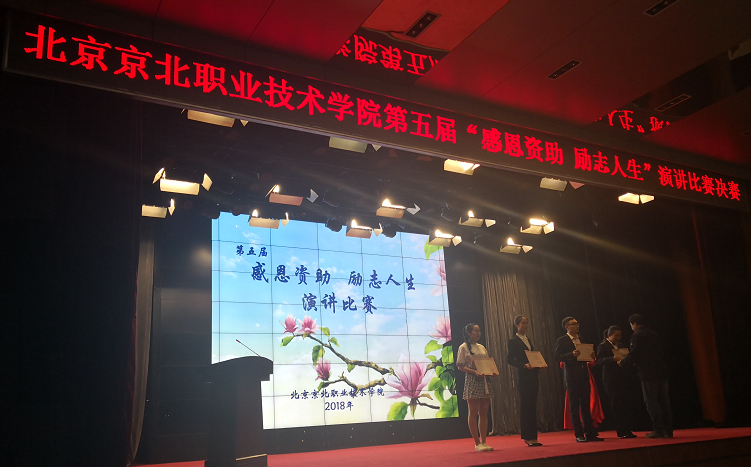 北京京北职业技术学院第五届“感恩资助 励志人生”演讲比赛决赛
第五届
感恩资助 励志人生
演讲比赛
北京京北职业技术学院
2018年